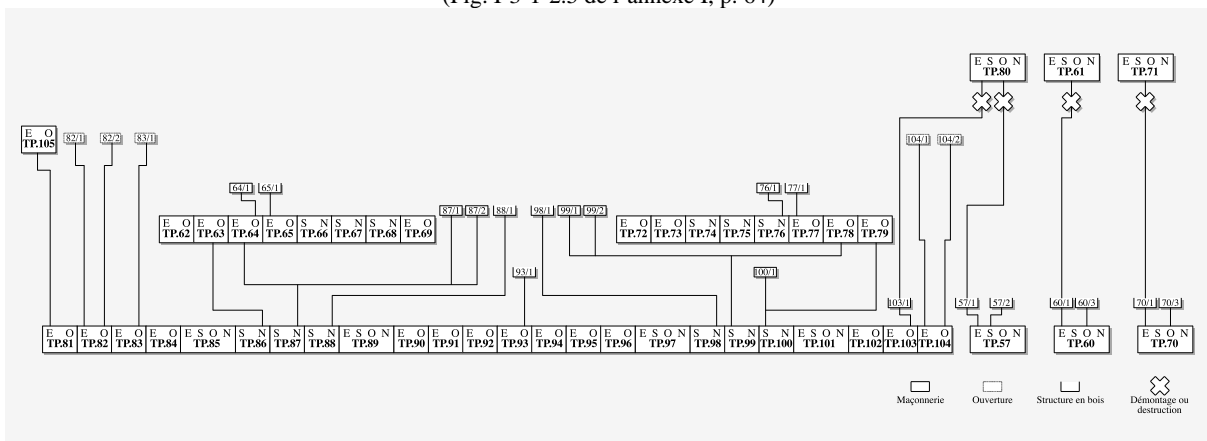 (Fig. I 3-1-2.3 de l'annexe I, p. 64)
E S O N E S O N E S O N
TP.80 TP.61 TP.71
E O 82/1 82/2 83/1 104/1 104/2
TP.105
64/1 65/1 76/1 77/1
87/1 87/2 88/1 98/1 99/1 99/2
E O E O E O E O S N S N S N E O E O E O S N S N S N E O E O E O
TP.62 TP.63 TP.64 TP.65 TP.66 TP.67 TP.68 TP.69 TP.72 TP.73 TP.74 TP.75 TP.76 TP.77 TP.78 TP.79
93/1 100/1
103/1 57/1 57/2 60/1 60/3 70/1 70/3
E O E O E O E O E S O N S N S N S N E S O N E O E O E O E O E O E O E O E S O N S N S N S N E S O N E O E O E O E S O N E S O N E S O N
TP.81 TP.82 TP.83 TP.84 TP.85 TP.86 TP.87 TP.88 TP.89 TP.90 TP.91 TP.92 TP.93 TP.94 TP.95 TP.96 TP.97 TP.98 TP.99 TP.100 TP.101 TP.102 TP.103 TP.104 TP.57 TP.60 TP.70
Maçonnerie Ouverture Structure en bois Démontage ou
destruction